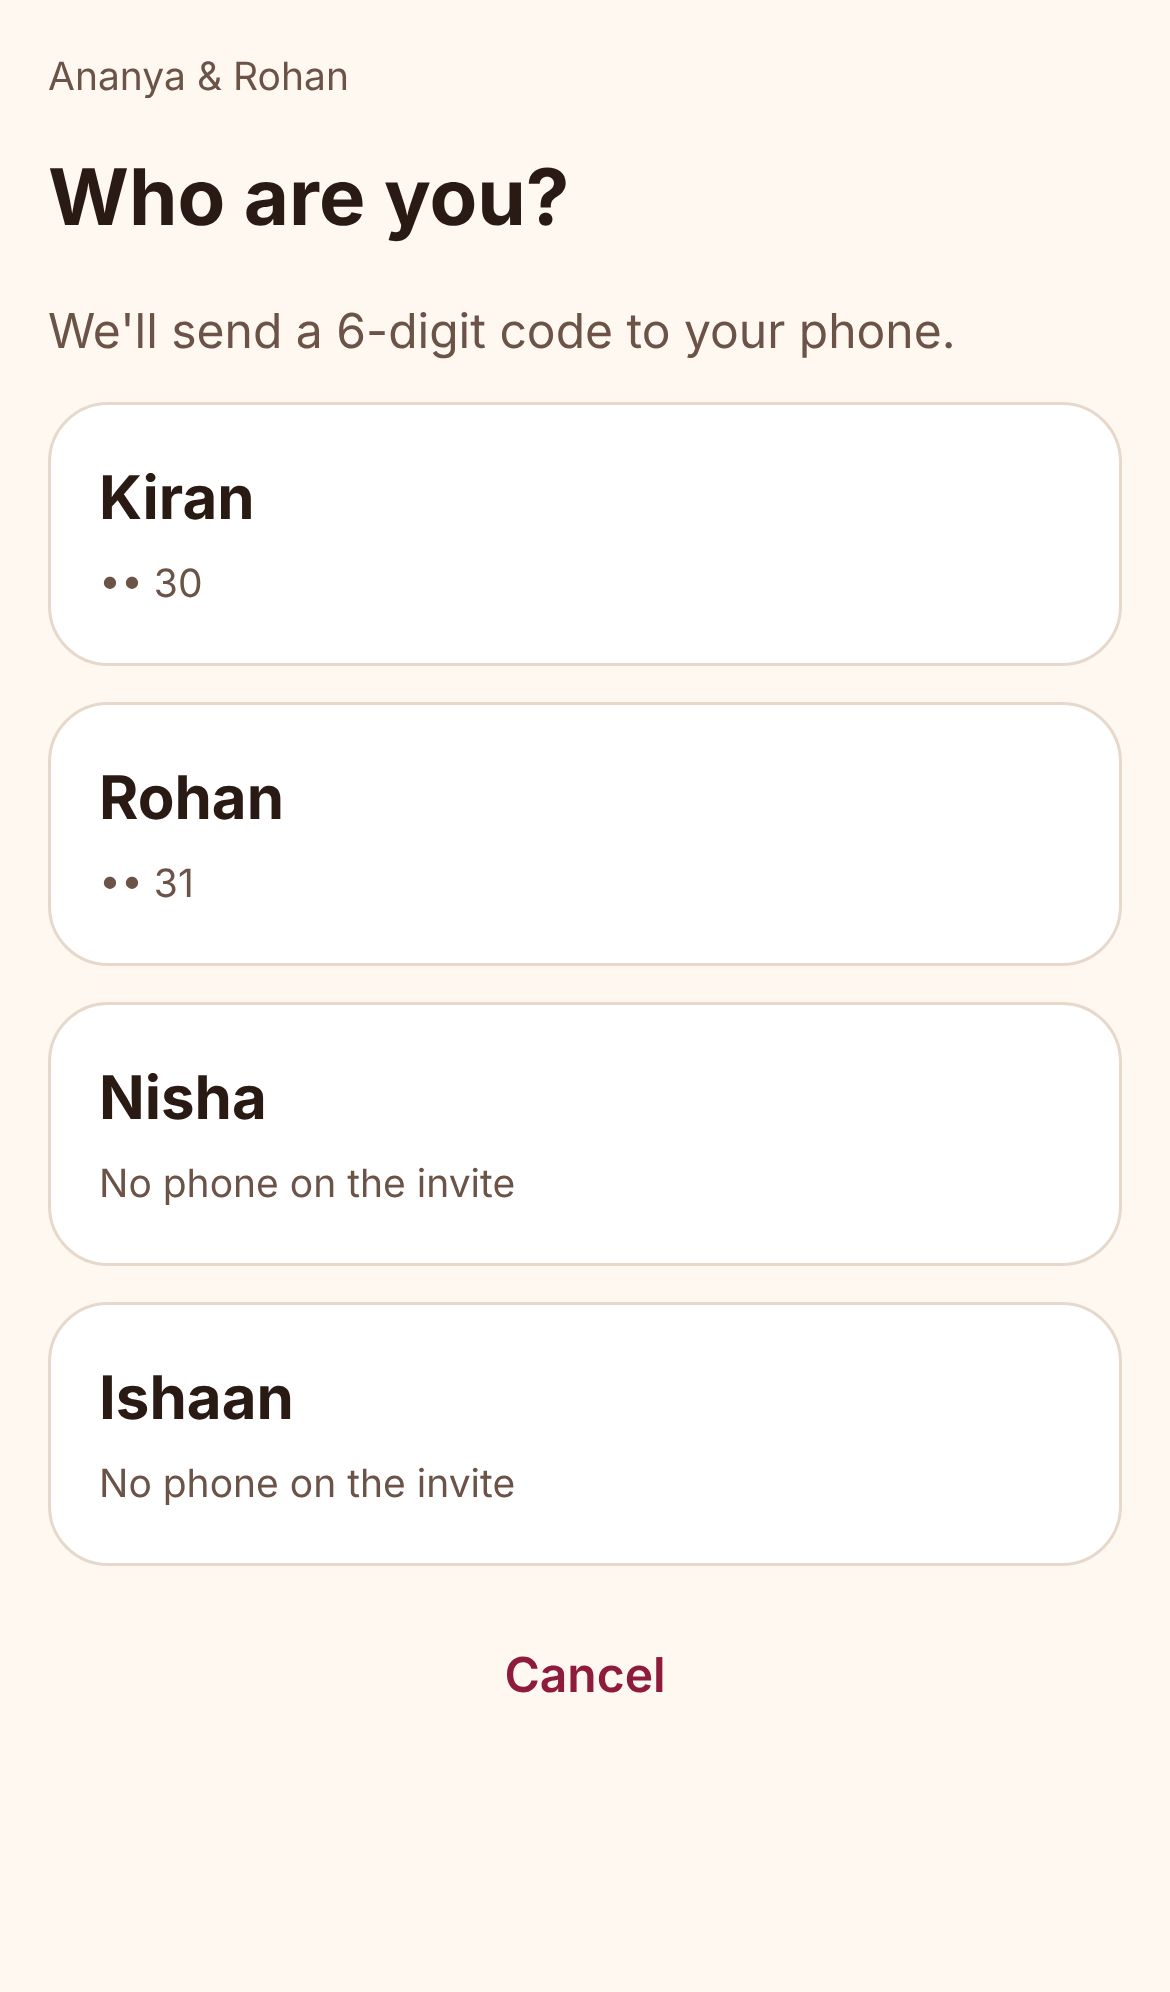 Ananya & Rohan
Who are you?
We'll send a 6-digit code to your phone.
Kiran
•• 30
Rohan
•• 31
Nisha
No phone on the invite
Ishaan
No phone on the invite
Cancel